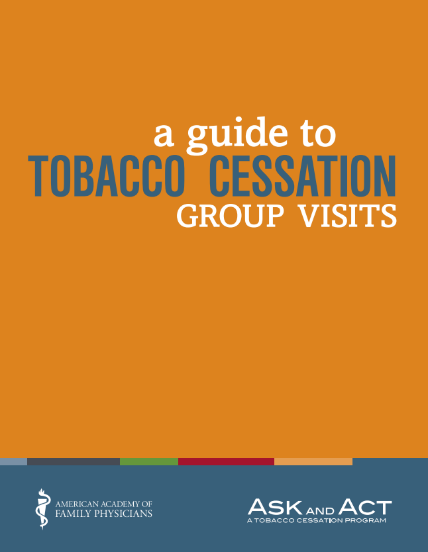 a guide to
TOBACCO CESSATION
GROUP VISITS
AMERICAN ACADEMY OF
FAMILY PHYSICIANS
ASK AND ACT
A TOBACCO CESSATION PROGRAM